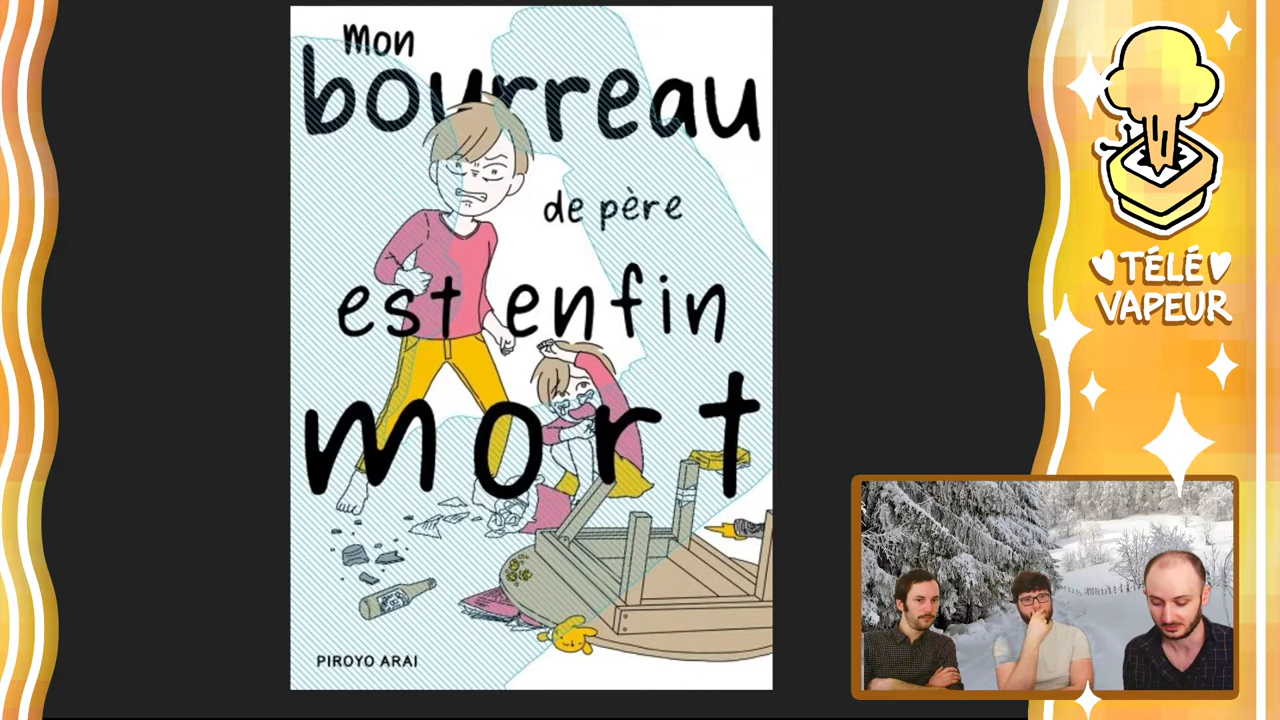 Mon
bourreau
de père
est enfin
mort
PIROYO ARAI
TÉLÉ
VAPEUR